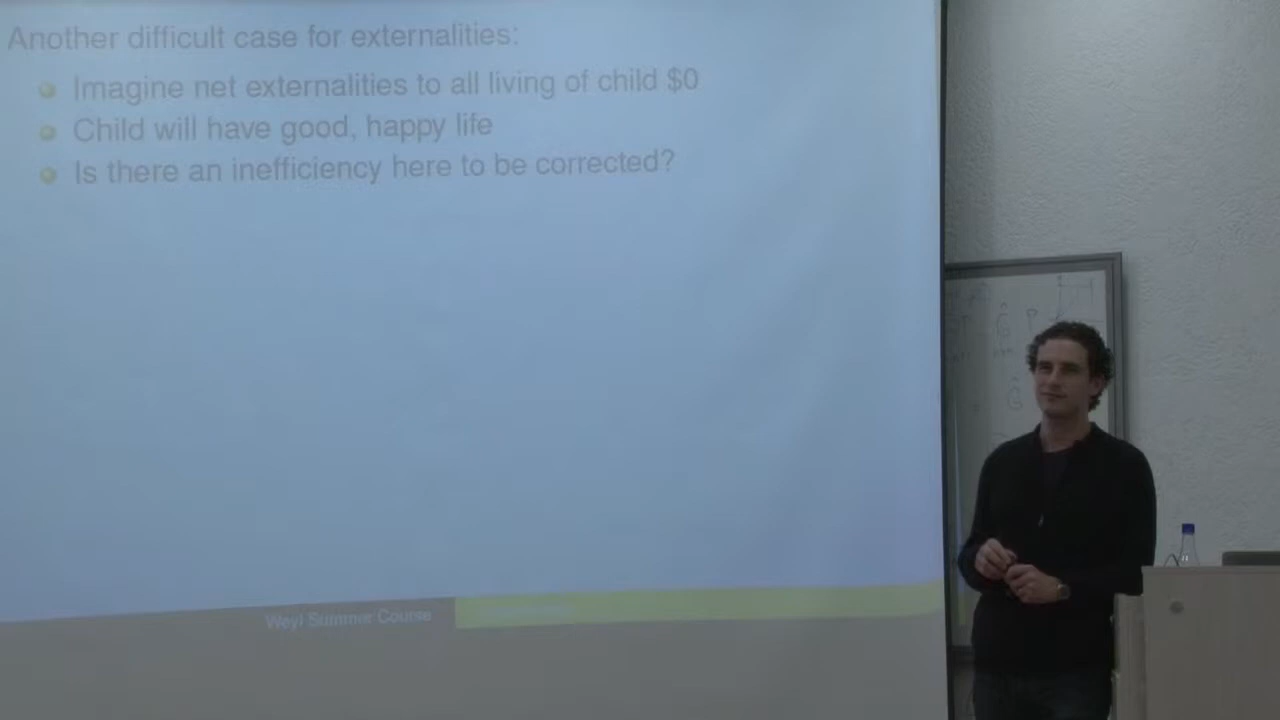 Another difficult case for externalities:
Imagine net externalities to all living of child $0
Child will have good, happy life
Is there an inefficiency here to be corrected?
Weyl Summer Course